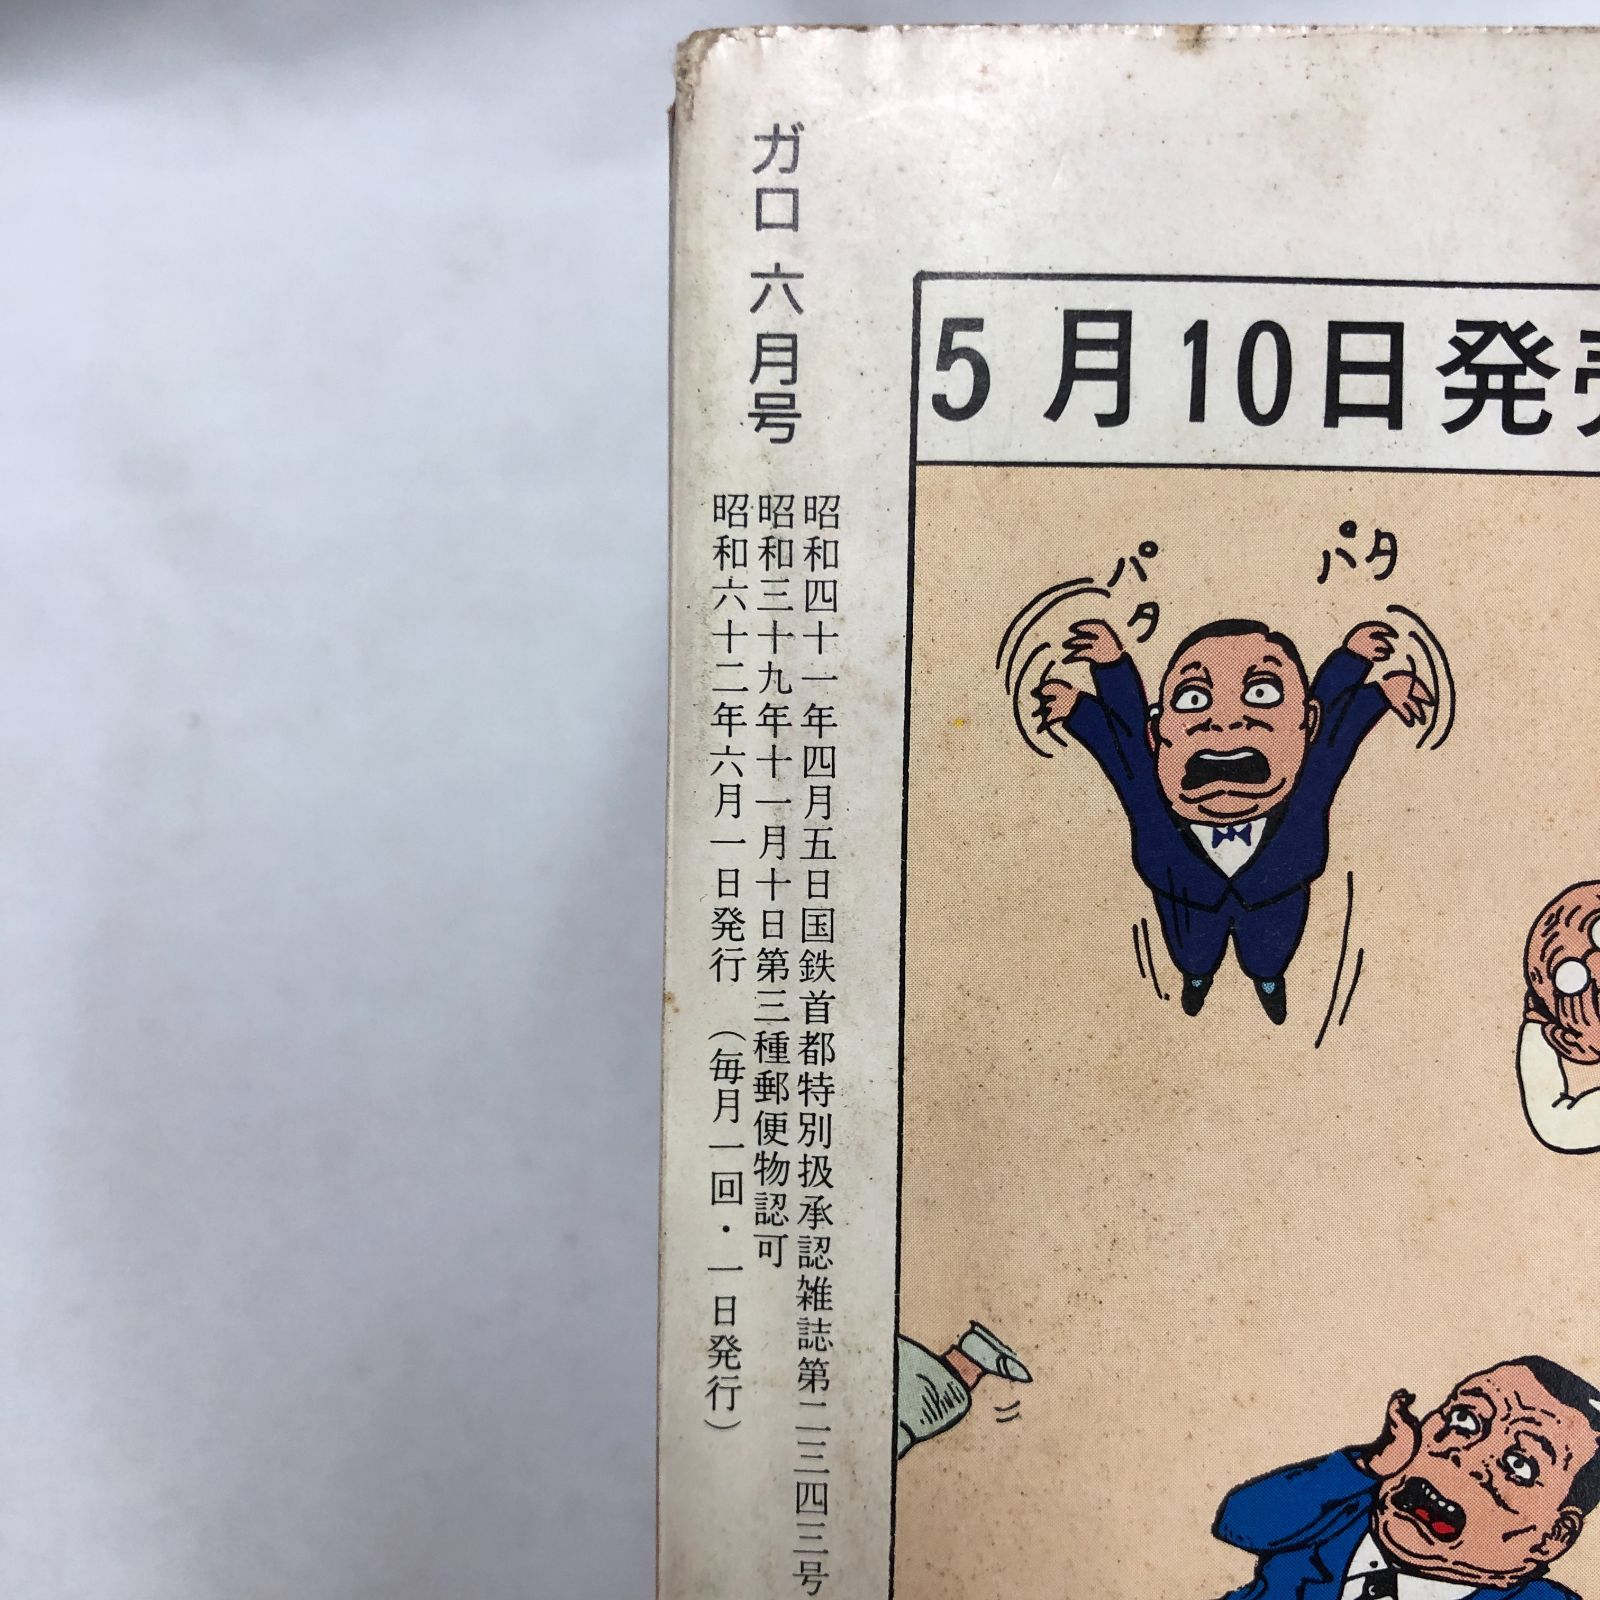 ガロ 六月号
昭和四十一年四月五日国鉄首都特別扱承認雑誌第二三四三号
昭和三十九年十一月十日第三種郵便物認可
昭和六十二年六月一日発行 (毎月一回・一日発行)
5月10日発売
パタ
パタ